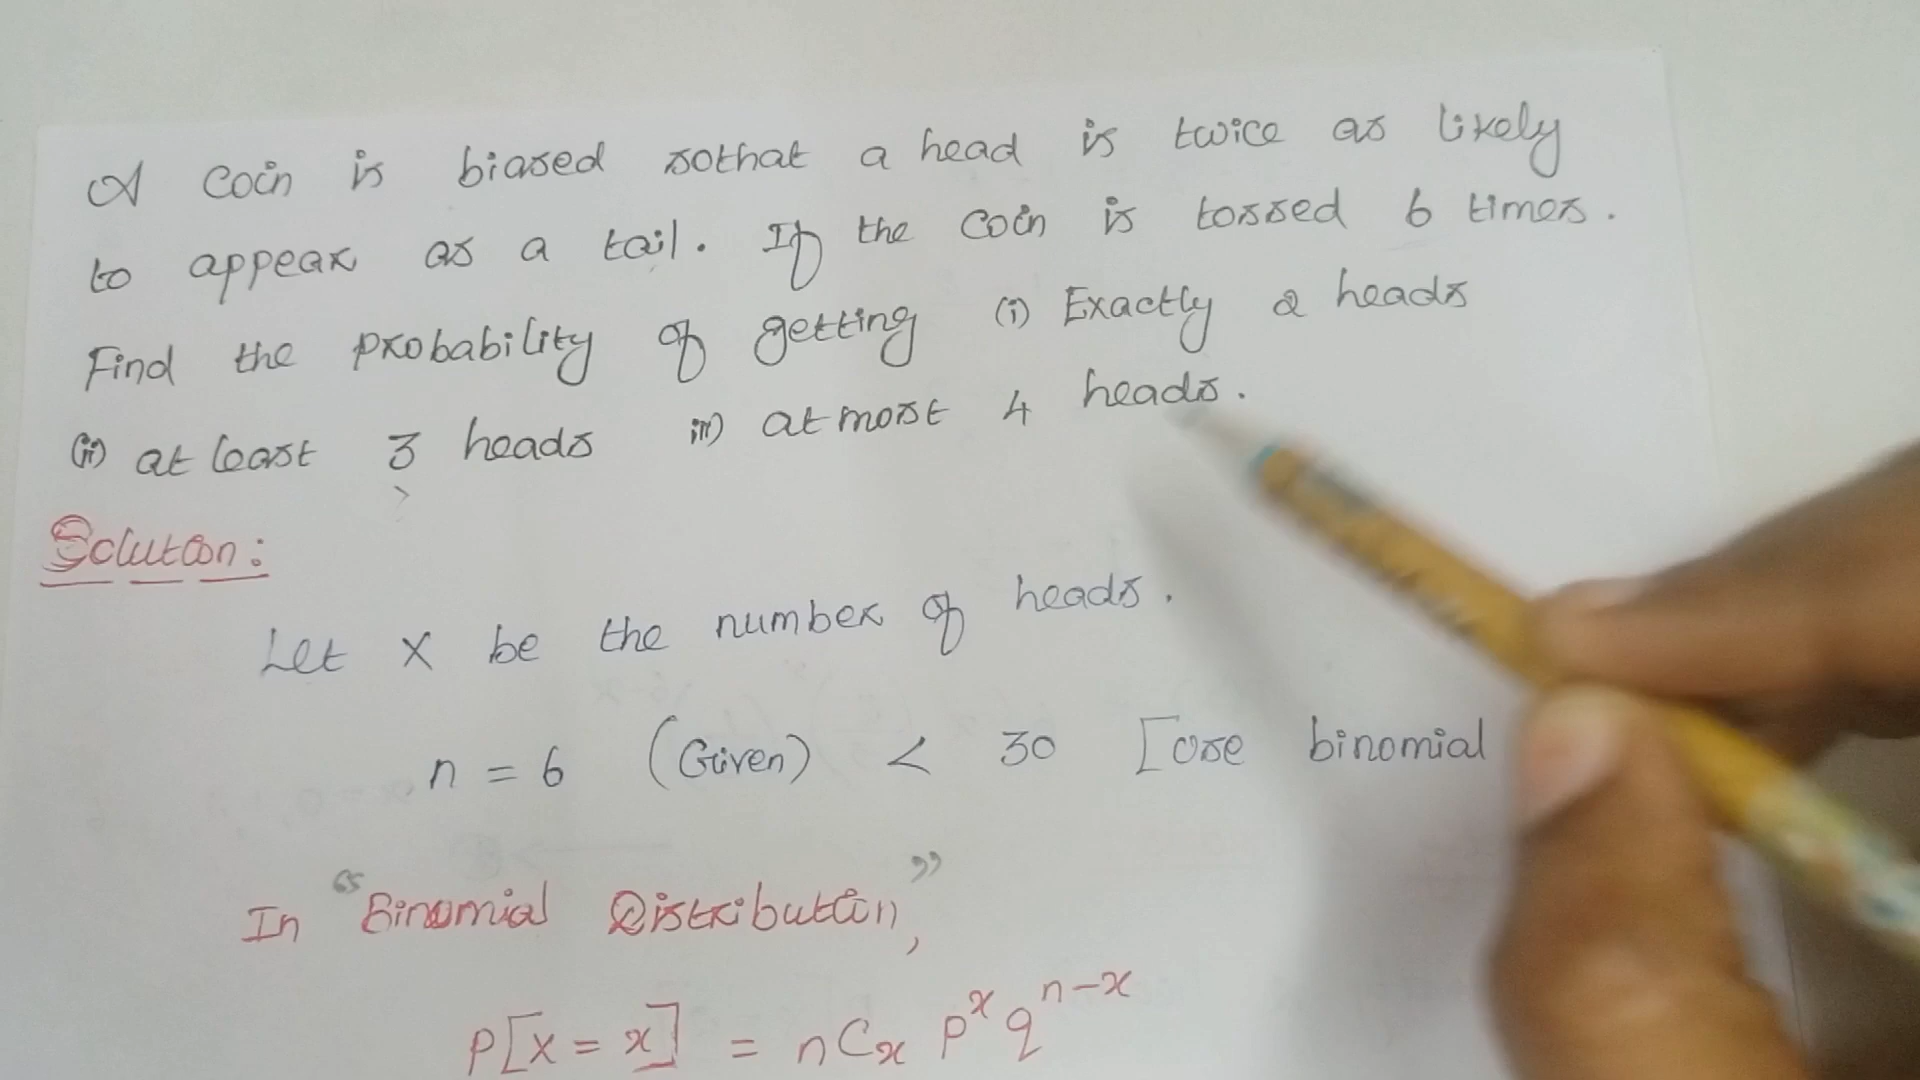 A coin is biased sothat a head is twice as likely
to appear as a tail. If the coin is tossed 6 times.
Find the probability of getting (i) Exactly 2 heads
(ii) at least 3 heads iii) atmost 4 heads.
Solution:
Let X be the number of heads.
n = 6 (Given) < 30 [use binomial
In "Binomial Distribution",
P[X = x] = nCx p^x q^n-x